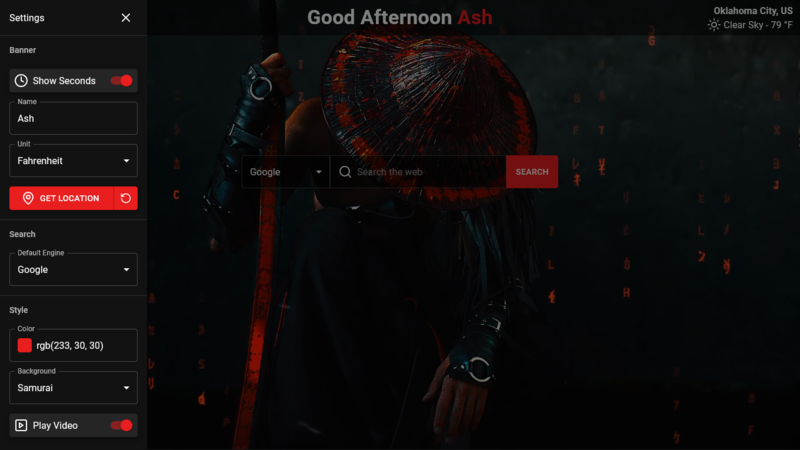 Settings
Banner
Show Seconds
Name
Ash
Unit
Fahrenheit
GET LOCATION
Search
Default Engine
Google
Style
Color
rgb(233, 30, 30)
Background
Samurai
Play Video
Good Afternoon Ash
Oklahoma City, US
Clear Sky - 79 °F
Google
Search the web
SEARCH